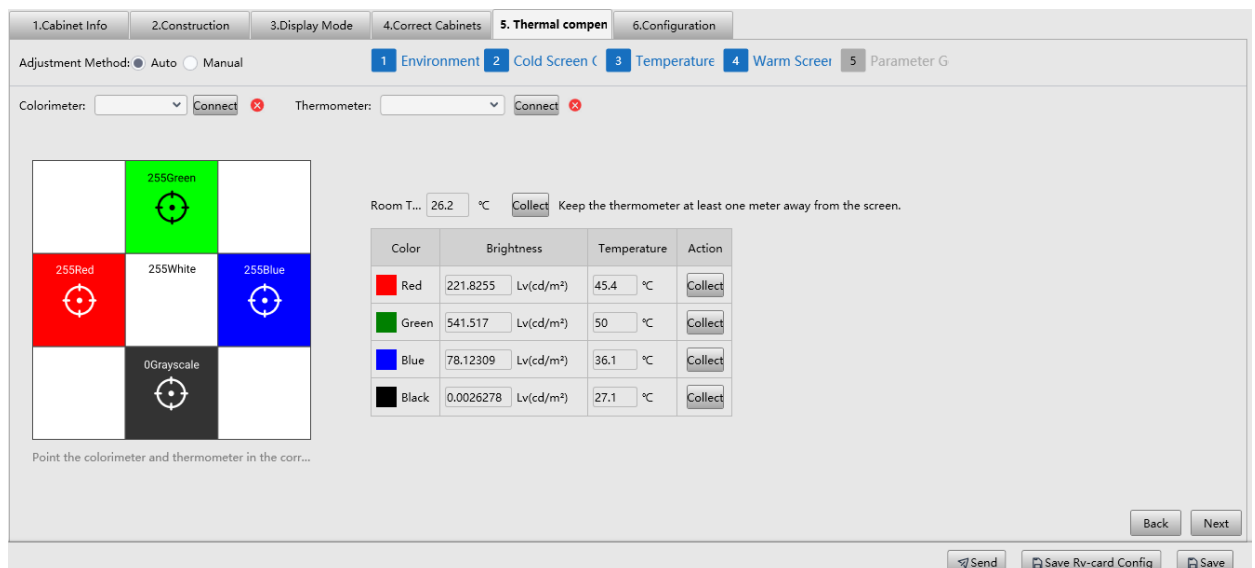 1.Cabinet Info 2.Construction 3.Display Mode 4.Correct Cabinets 5. Thermal compen 6.Configuration
Adjustment Method: Auto Manual 1 Environment 2 Cold Screen C 3 Temperature 4 Warm Screer 5 Parameter G
Colorimeter: Connect Thermometer: Connect
255Green
255Red 255White 255Blue
0Grayscale
Point the colorimeter and thermometer in the corr...
Room T... 26.2 ℃ Collect Keep the thermometer at least one meter away from the screen.
Color Brightness Temperature Action
Red 221.8255 Lv(cd/m²) 45.4 ℃ Collect
Green 541.517 Lv(cd/m²) 50 ℃ Collect
Blue 78.12309 Lv(cd/m²) 36.1 ℃ Collect
Black 0.0026278 Lv(cd/m²) 27.1 ℃ Collect
Back Next
Send Save Rv-card Config Save